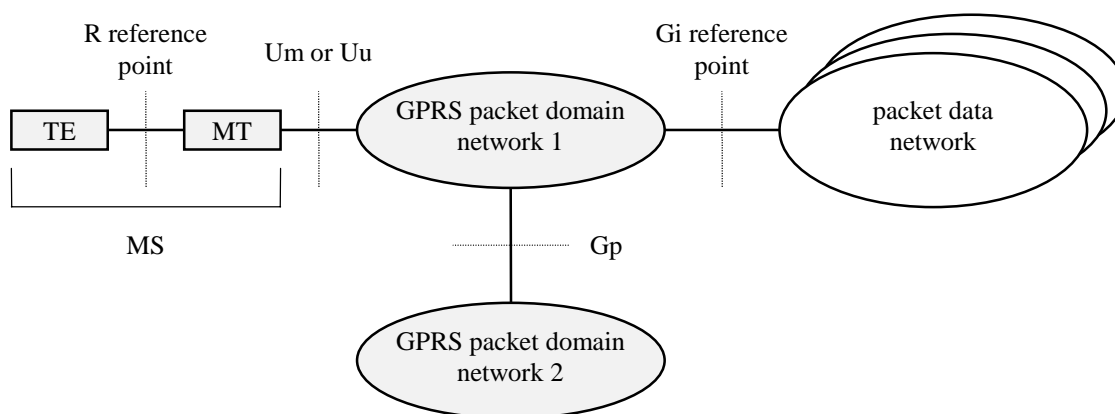 R reference
point
Um or Uu
Gi reference
point
TE
MT
GPRS packet domain
network 1
packet data
network
MS
Gp
GPRS packet domain
network 2